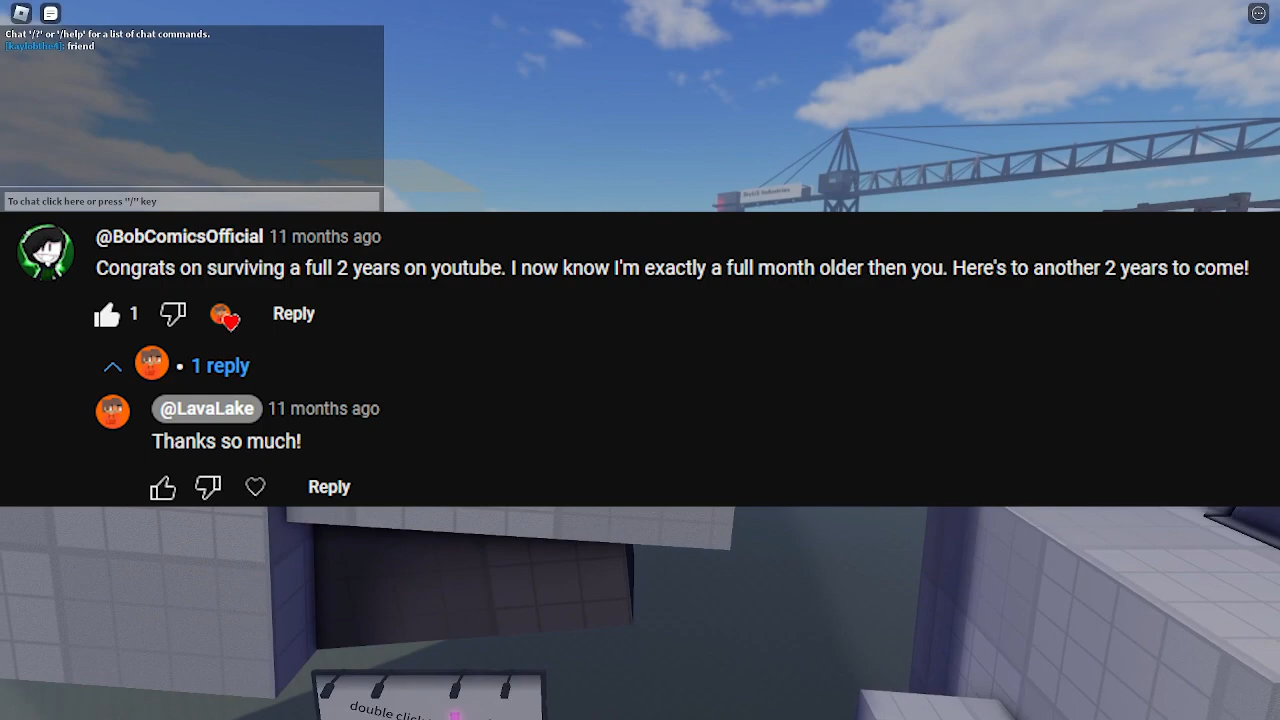 Chat '/?' or '/help' for a list of chat commands.
[kaylobthe4]: friend
To chat click here or press "/" key
@BobComicsOfficial 11 months ago
Congrats on surviving a full 2 years on youtube. I now know I'm exactly a full month older then you. Here's to another 2 years to come!
1 Reply
• 1 reply
@LavaLake 11 months ago
Thanks so much!
Reply
double click